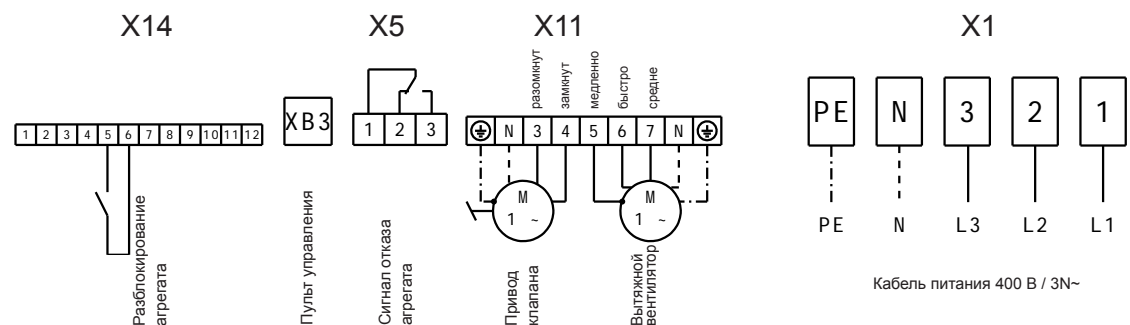 X14
X5
X11
X1
разомкнут
замкнут
медленно
быстро
средне
1 2 3 4 5 6 7 8 9 10 11 12
XB3
1 2 3
N 3 4 5 6 7 N
PE N 3 2 1
M
1 ~
M
1 ~
PE N L3 L2 L1
Разблокирование
агрегата
Пульт управления
Сигнал отказа
агрегата
Привод
клапана
Вытяжной
вентилятор
Кабель питания 400 В / 3N~